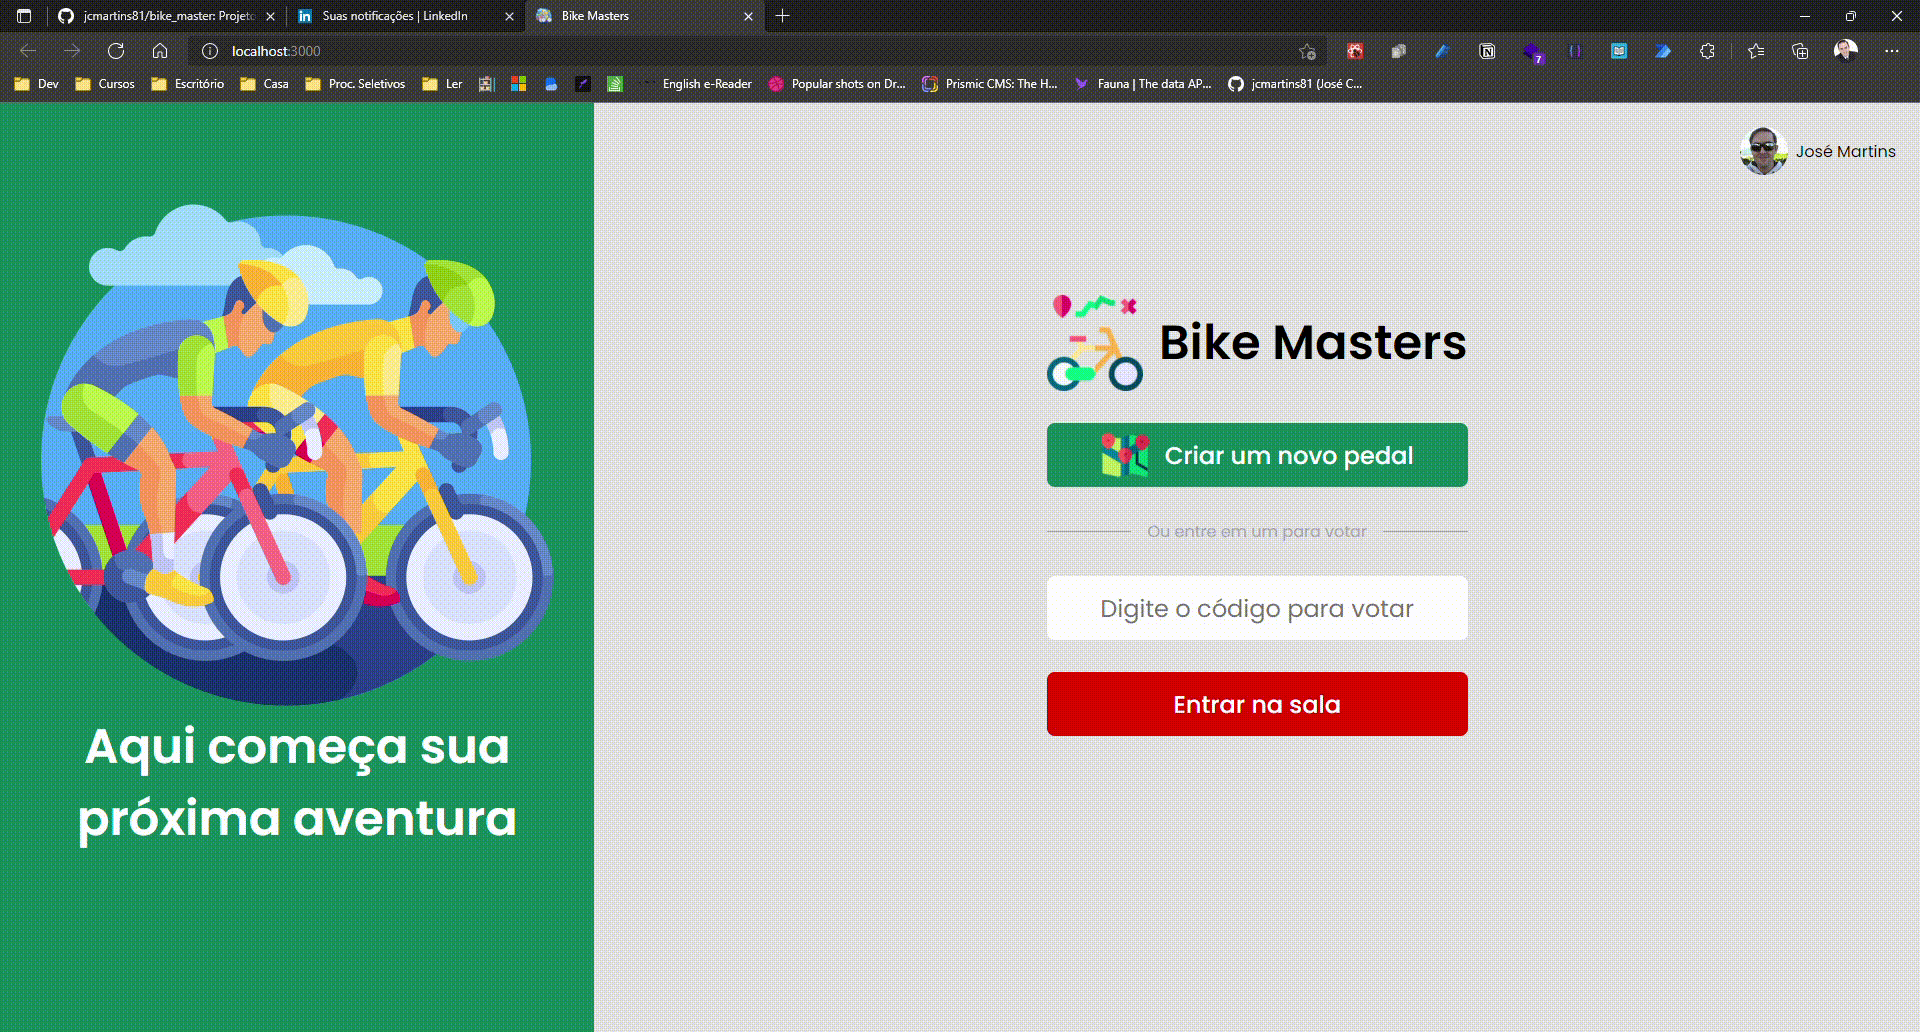 jcmartins81/bike_master: Projeto
Suas notificações | LinkedIn
Bike Masters
localhost:3000
7
Dev
Cursos
Escritório
Casa
Proc. Seletivos
Ler
English e-Reader
Popular shots on Dr...
Prismic CMS: The H...
Fauna | The data AP...
jcmartins81 (José C...
José Martins
Bike Masters
Criar um novo pedal
Ou entre em um para votar
Digite o código para votar
Entrar na sala
Aqui começa sua
próxima aventura